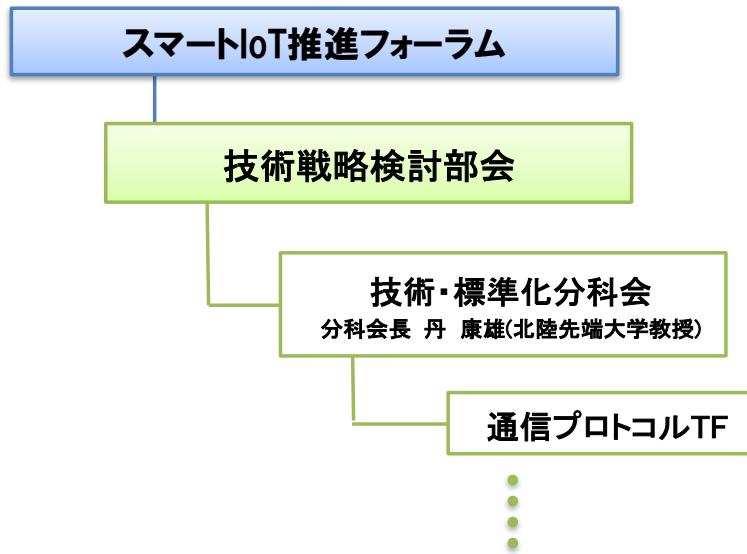 スマートIoT推進フォーラム
技術戦略検討部会
技術・標準化分科会
分科会長 丹 康雄(北陸先端大学教授)
通信プロトコルTF